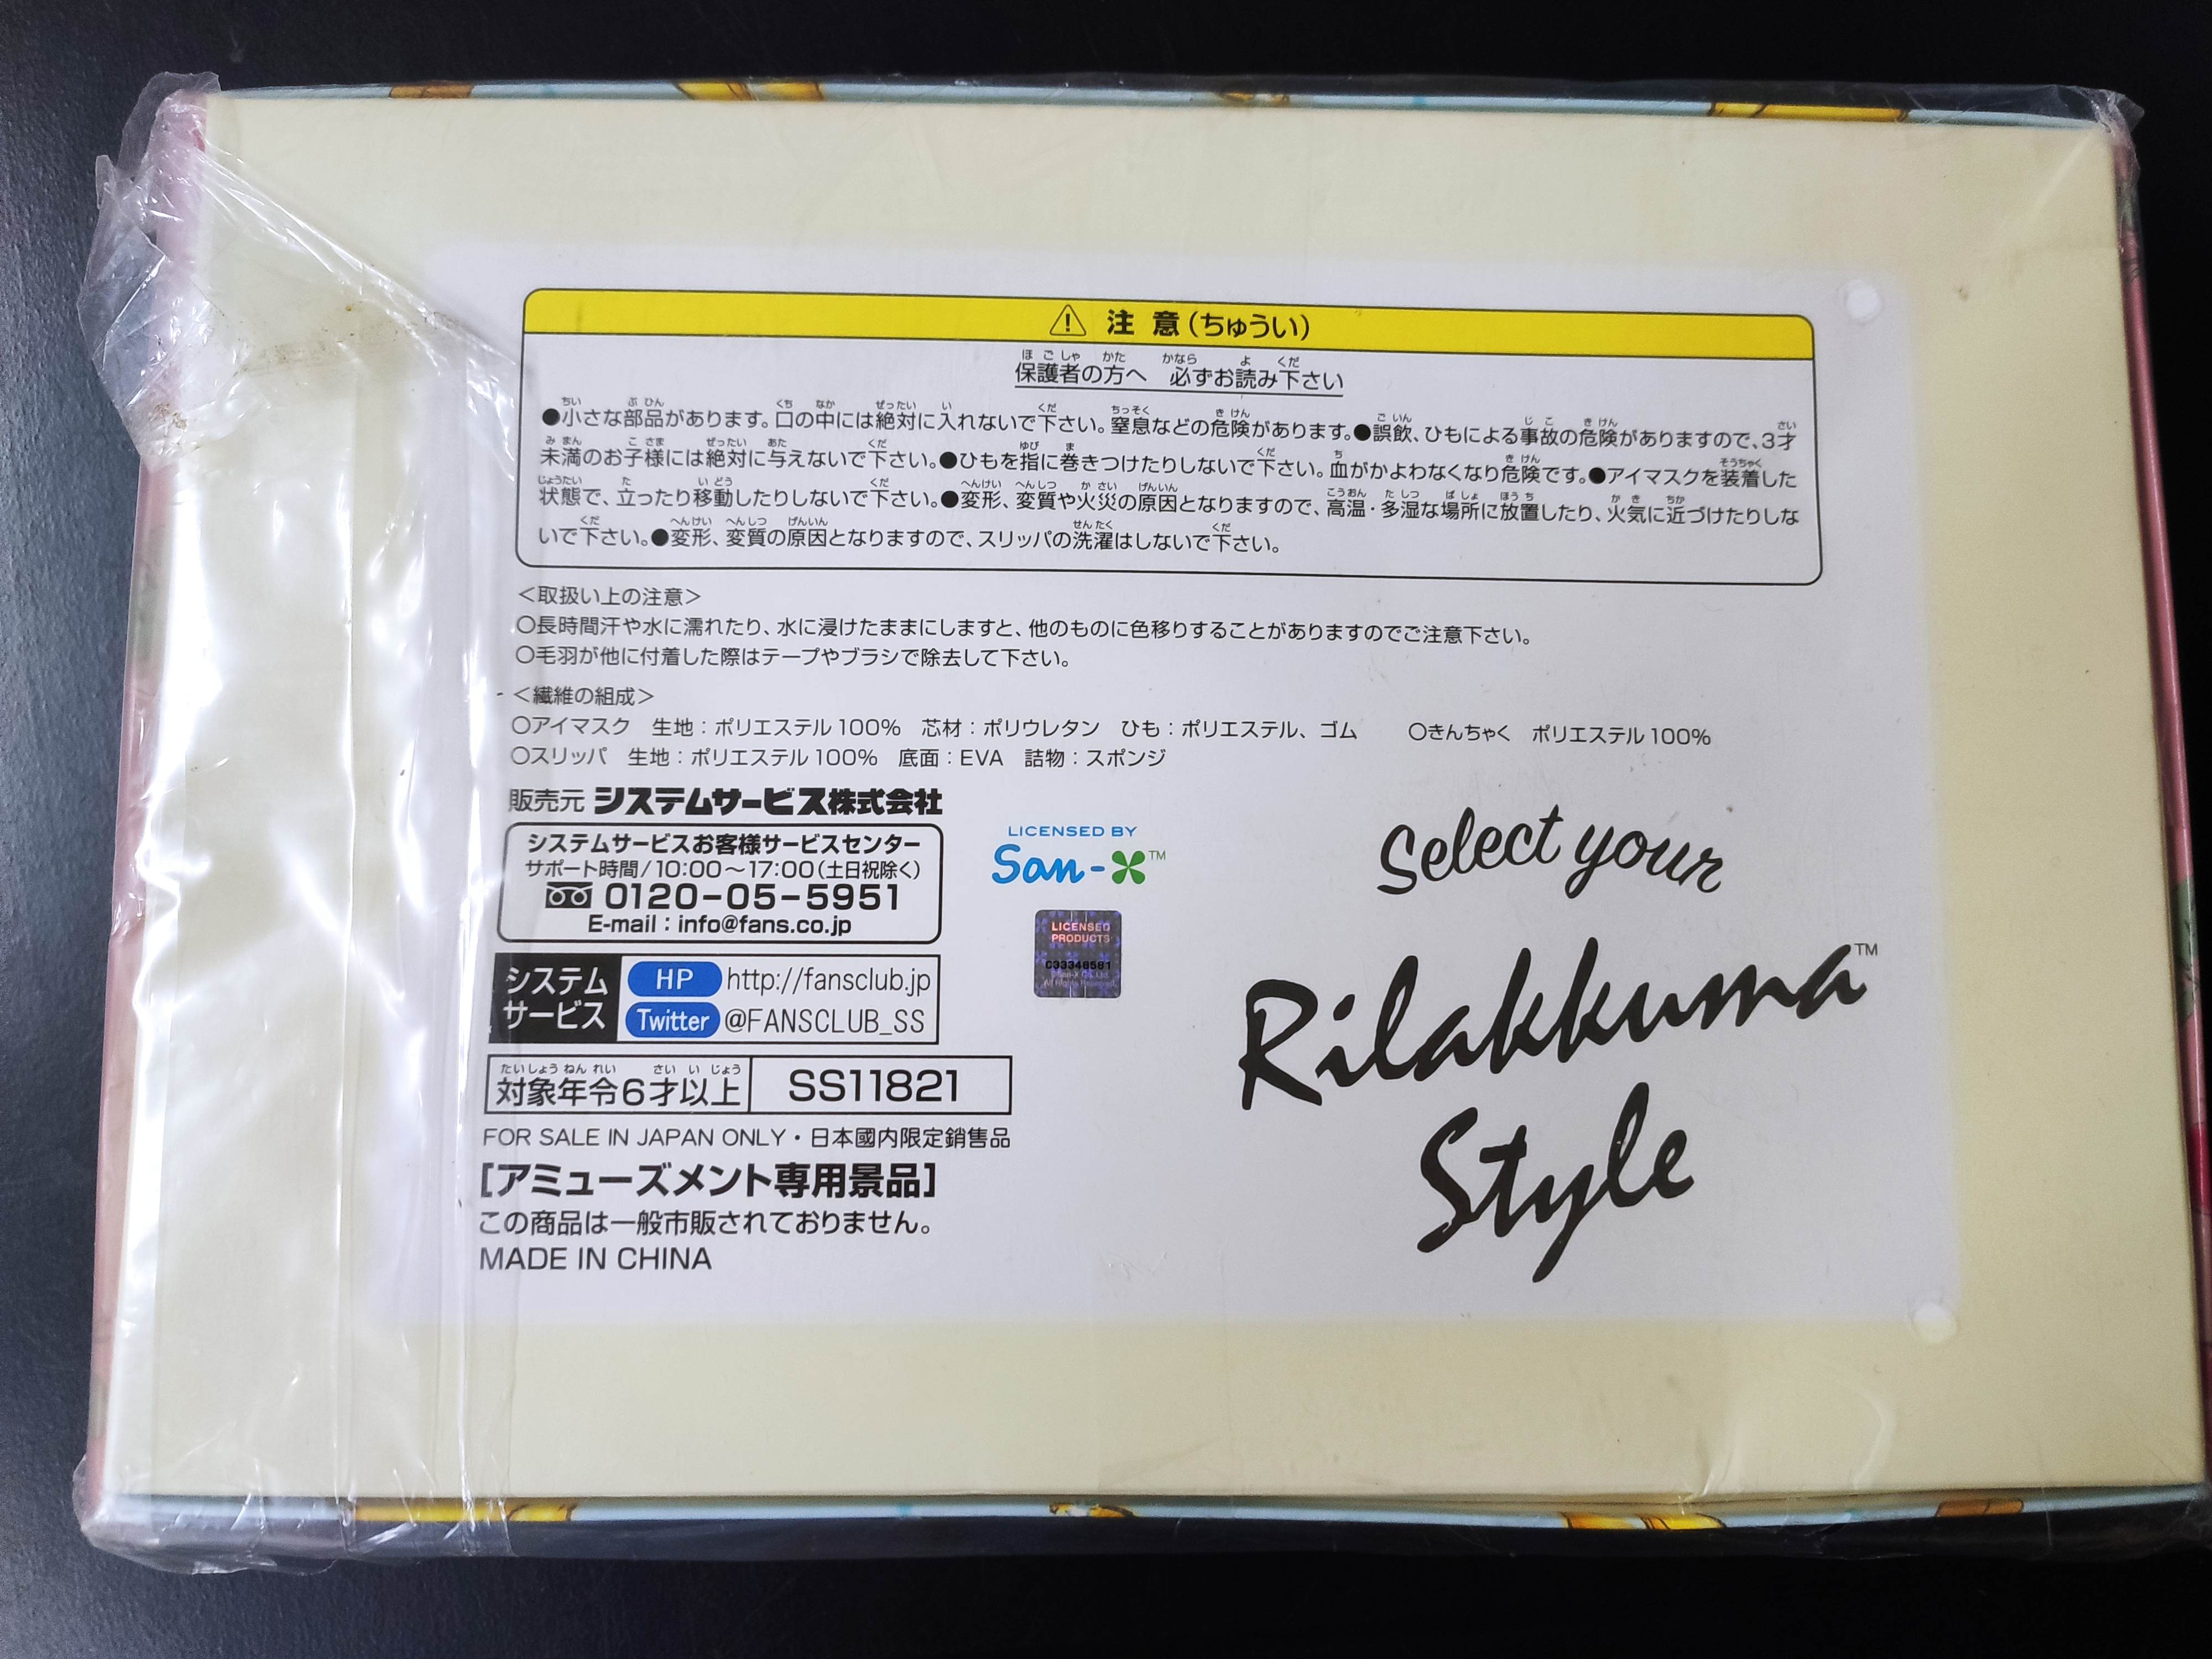 注意(ちゅうい)
保護者の方へ 必ずお読み下さい
●小さな部品があります。口の中には絶対に入れないで下さい。窒息などの危険があります。●誤飲、ひもによる事故の危険がありますので、3才
未満のお子様には絶対に与えないで下さい。●ひもを指に巻きつけたりしないで下さい。血がかよわなくなり危険です。●アイマスクを装着した
状態で、立ったり移動したりしないで下さい。●変形、変質や火災の原因となりますので、高温・多湿な場所に放置したり、火気に近づけたりしな
いで下さい。●変形、変質の原因となりますので、スリッパの洗濯はしないで下さい。
<取扱い上の注意>
○長時間汗や水に濡れたり、水に浸けたままにしますと、他のものに色移りすることがありますのでご注意下さい。
○毛羽が他に付着した際はテープやブラシで除去して下さい。
<繊維の組成>
○アイマスク 生地:ポリエステル100% 芯材:ポリウレタン ひも:ポリエステル、ゴム ○きんちゃく ポリエステル100%
○スリッパ 生地:ポリエステル100% 底面:EVA 詰物:スポンジ
販売元 システムサービス株式会社
システムサービスお客様サービスセンター
サポート時間/10:00~17:00(土日祝除く)
0120-05-5951
E-mail:info@fans.co.jp
システム
サービス
HP http://fansclub.jp
Twitter @FANSCLUB_SS
対象年令6才以上 SS11821
FOR SALE IN JAPAN ONLY・日本國内限定銷售品
[アミューズメント専用景品]
この商品は一般市販されておりません。
MADE IN CHINA
LICENSED BY
San-X™
LICENSED
PRODUCTS
C33348581
Select your
Rilakkuma™
Style